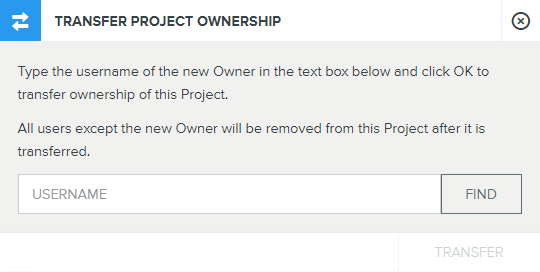 TRANSFER PROJECT OWNERSHIP
Type the username of the new Owner in the text box below and click OK to
transfer ownership of this Project.
All users except the new Owner will be removed from this Project after it is
transferred.
USERNAME
FIND
TRANSFER